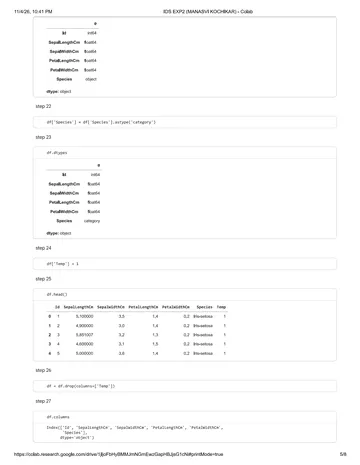 11/4/26, 10:41 PM IDS EXP2 (MANASVI KOCHIKAR) - Colab
0
Id int64
SepalLengthCm float64
SepalWidthCm float64
PetalLengthCm float64
PetalWidthCm float64
Species object
dtype: object
step 22
df['Species'] = df['Species'].astype('category')
step 23
df.dtypes
0
Id int64
SepalLengthCm float64
SepalWidthCm float64
PetalLengthCm float64
PetalWidthCm float64
Species category
dtype: object
step 24
df['Temp'] = 1
step 25
df.head()
Id SepalLengthCm SepalWidthCm PetalLengthCm PetalWidthCm Species Temp
0 1 5.100000 3.5 1.4 0.2 Iris-setosa 1
1 2 4.900000 3.0 1.4 0.2 Iris-setosa 1
2 3 3.2 1.3 0.2 Iris-setosa 1
3 4 4.600000 3.1 1.5 0.2 Iris-setosa 1
4 5 5.000000 3.6 1.4 0.2 Iris-setosa 1
step 26
df = df.drop(columns=['Temp'])
step 27
df.columns
Index(['Id', 'SepalLengthCm', 'SepalWidthCm', 'PetalLengthCm', 'PetalWidthCm',
'Species'],
dtype='object')
5/8